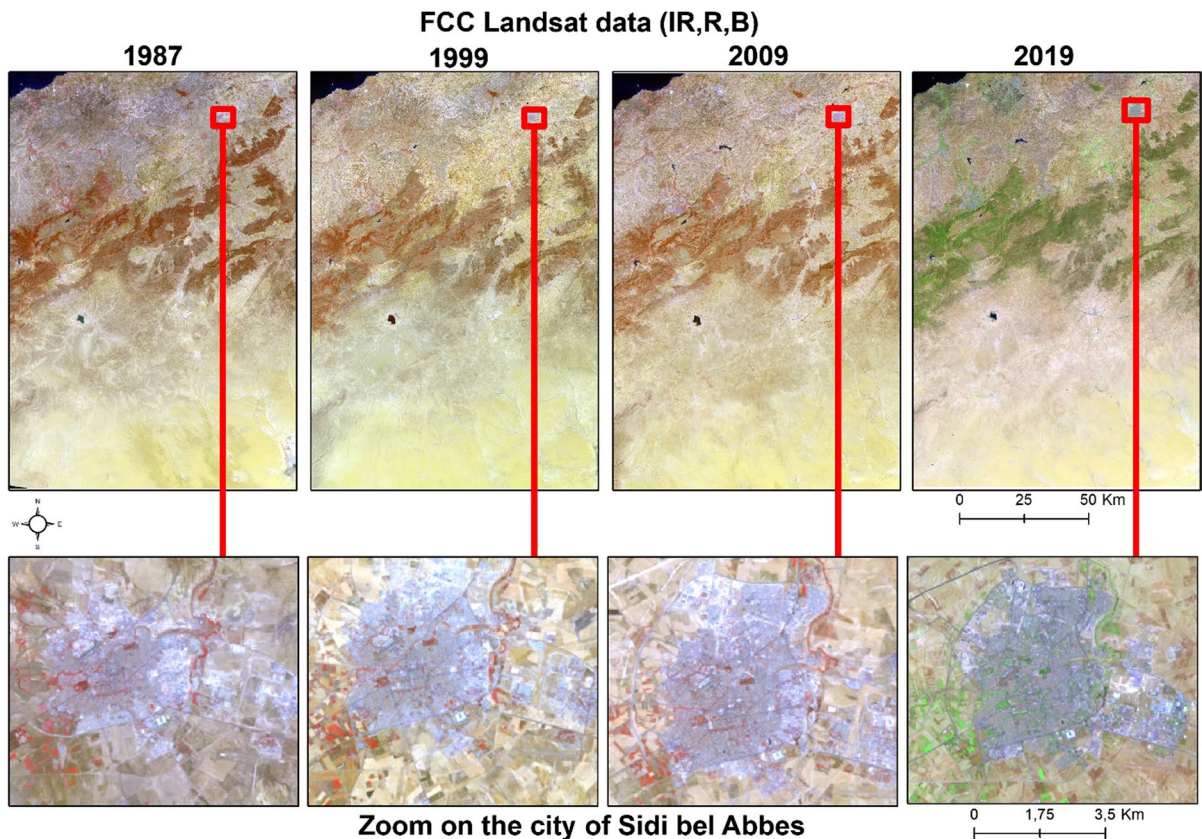 FCC Landsat data (IR,R,B)
1987 1999 2009 2019
0 25 50 Km
N
W E
S
0 1,75 3,5 Km
Zoom on the city of Sidi bel Abbes